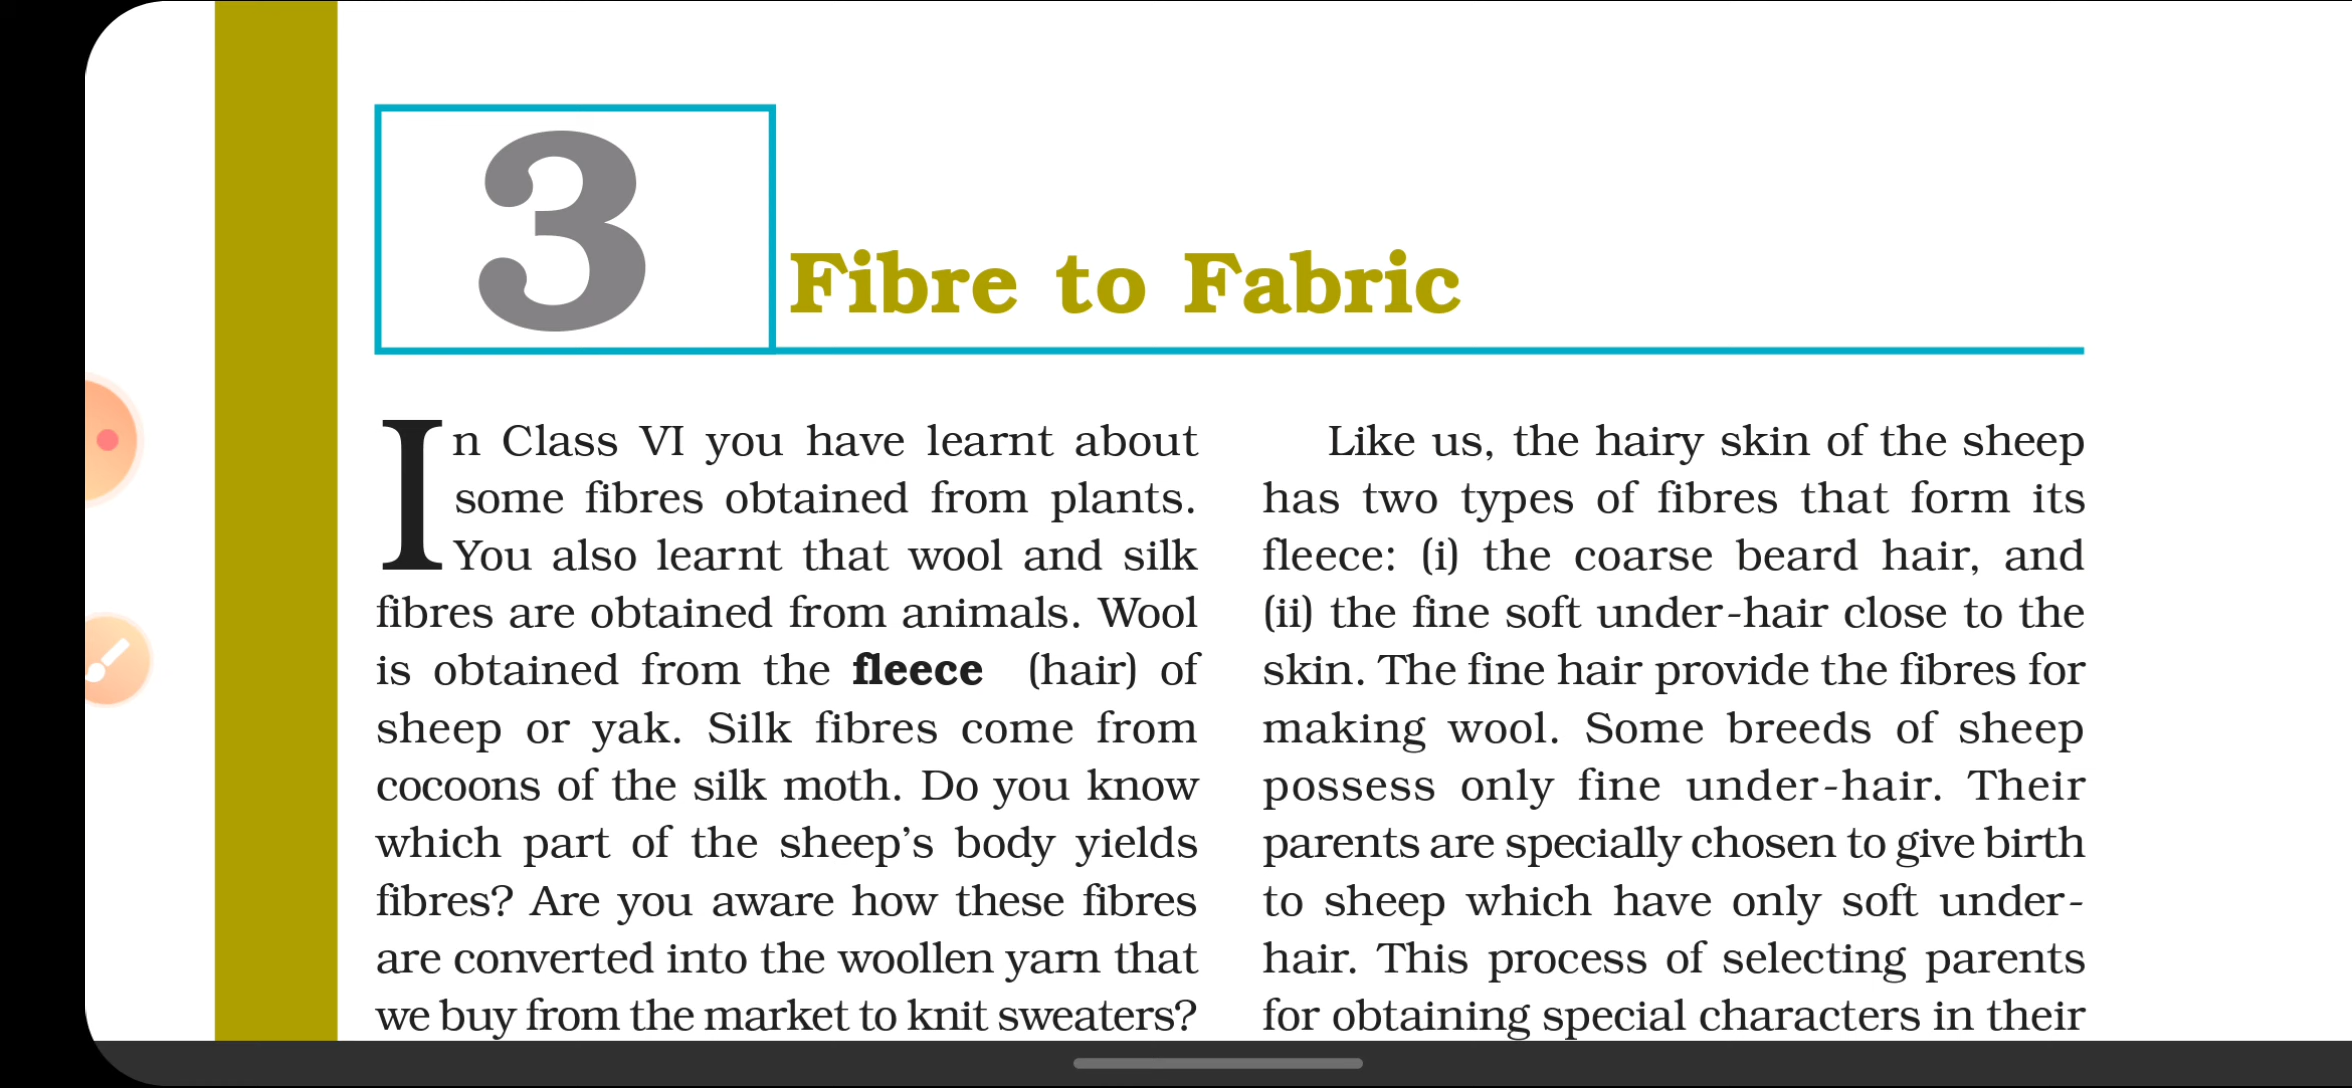 3
Fibre to Fabric
In Class VI you have learnt about
some fibres obtained from plants.
You also learnt that wool and silk
fibres are obtained from animals. Wool
is obtained from the fleece (hair) of
sheep or yak. Silk fibres come from
cocoons of the silk moth. Do you know
which part of the sheep's body yields
fibres? Are you aware how these fibres
are converted into the woollen yarn that
we buy from the market to knit sweaters?
Like us, the hairy skin of the sheep
has two types of fibres that form its
fleece: (i) the coarse beard hair, and
(ii) the fine soft under-hair close to the
skin. The fine hair provide the fibres for
making wool. Some breeds of sheep
possess only fine under-hair. Their
parents are specially chosen to give birth
to sheep which have only soft under-
hair. This process of selecting parents
for obtaining special characters in their